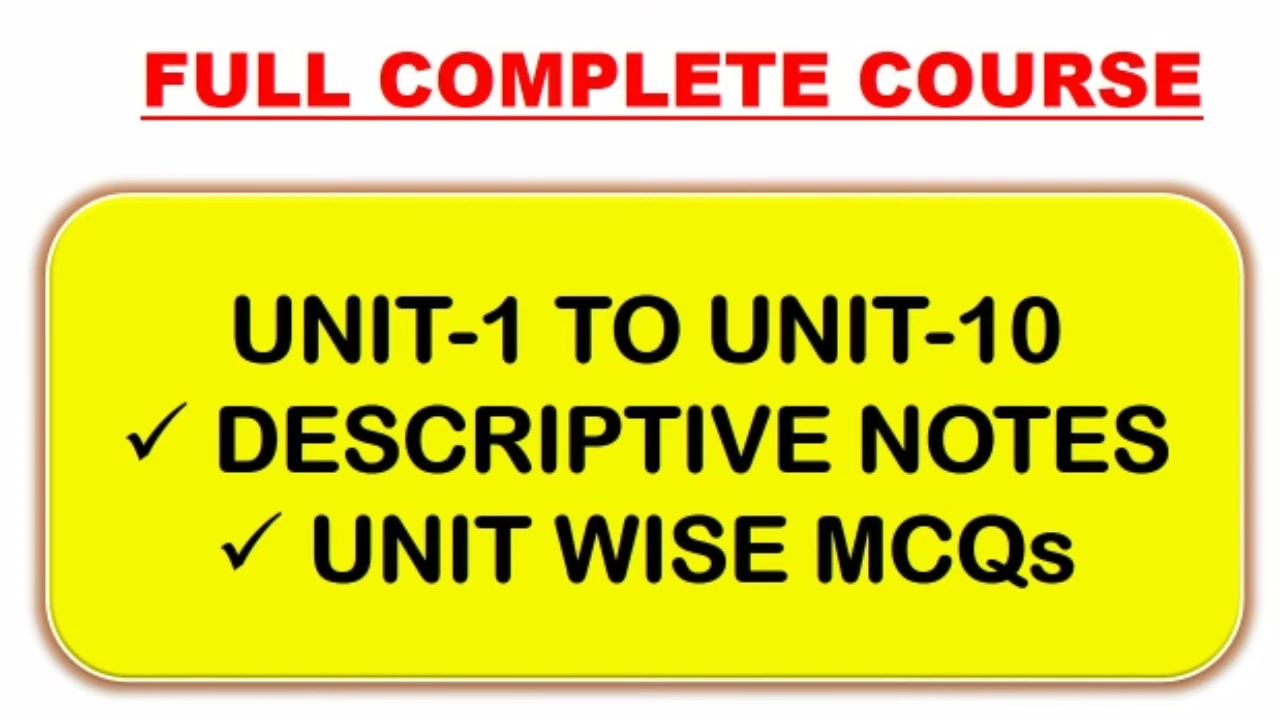 FULL COMPLETE COURSE
UNIT-1 TO UNIT-10
✓ DESCRIPTIVE NOTES
✓ UNIT WISE MCQs